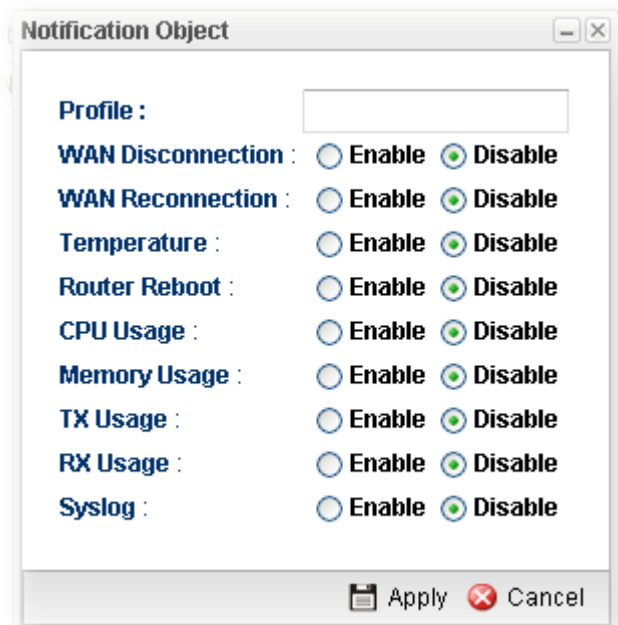 Notification Object
Profile :
WAN Disconnection : Enable Disable
WAN Reconnection : Enable Disable
Temperature : Enable Disable
Router Reboot : Enable Disable
CPU Usage : Enable Disable
Memory Usage : Enable Disable
TX Usage : Enable Disable
RX Usage : Enable Disable
Syslog : Enable Disable
Apply Cancel